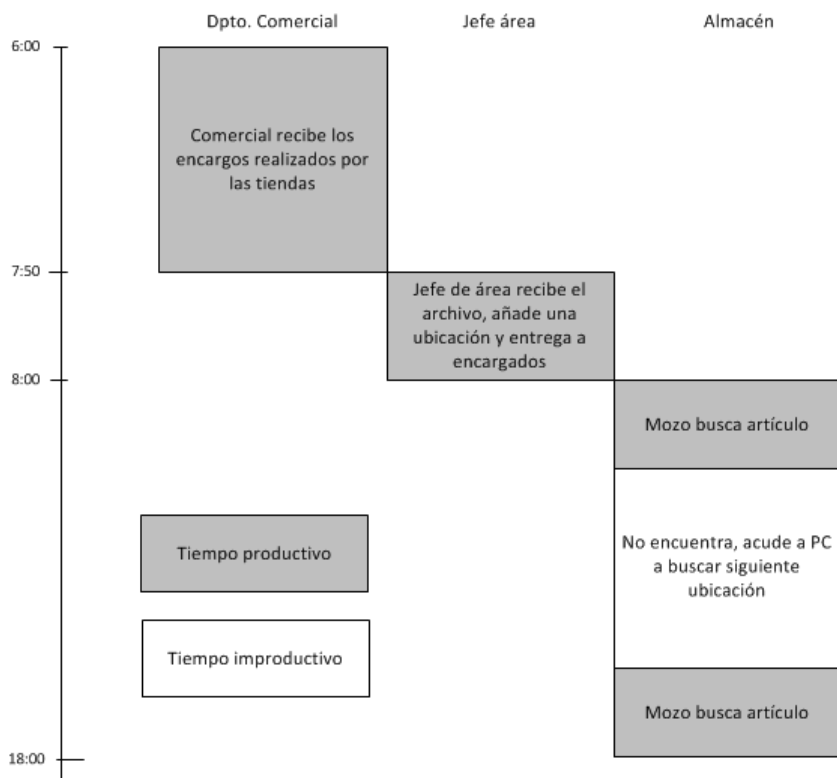 Dpto. Comercial
Jefe área
Almacén
6:00
Comercial recibe los
encargos realizados por
las tiendas
7:50
Jefe de área recibe el
archivo, añade una
ubicación y entrega a
encargados
8:00
Mozo busca artículo
No encuentra, acude a PC
a buscar siguiente
ubicación
Tiempo productivo
Tiempo improductivo
Mozo busca artículo
18:00